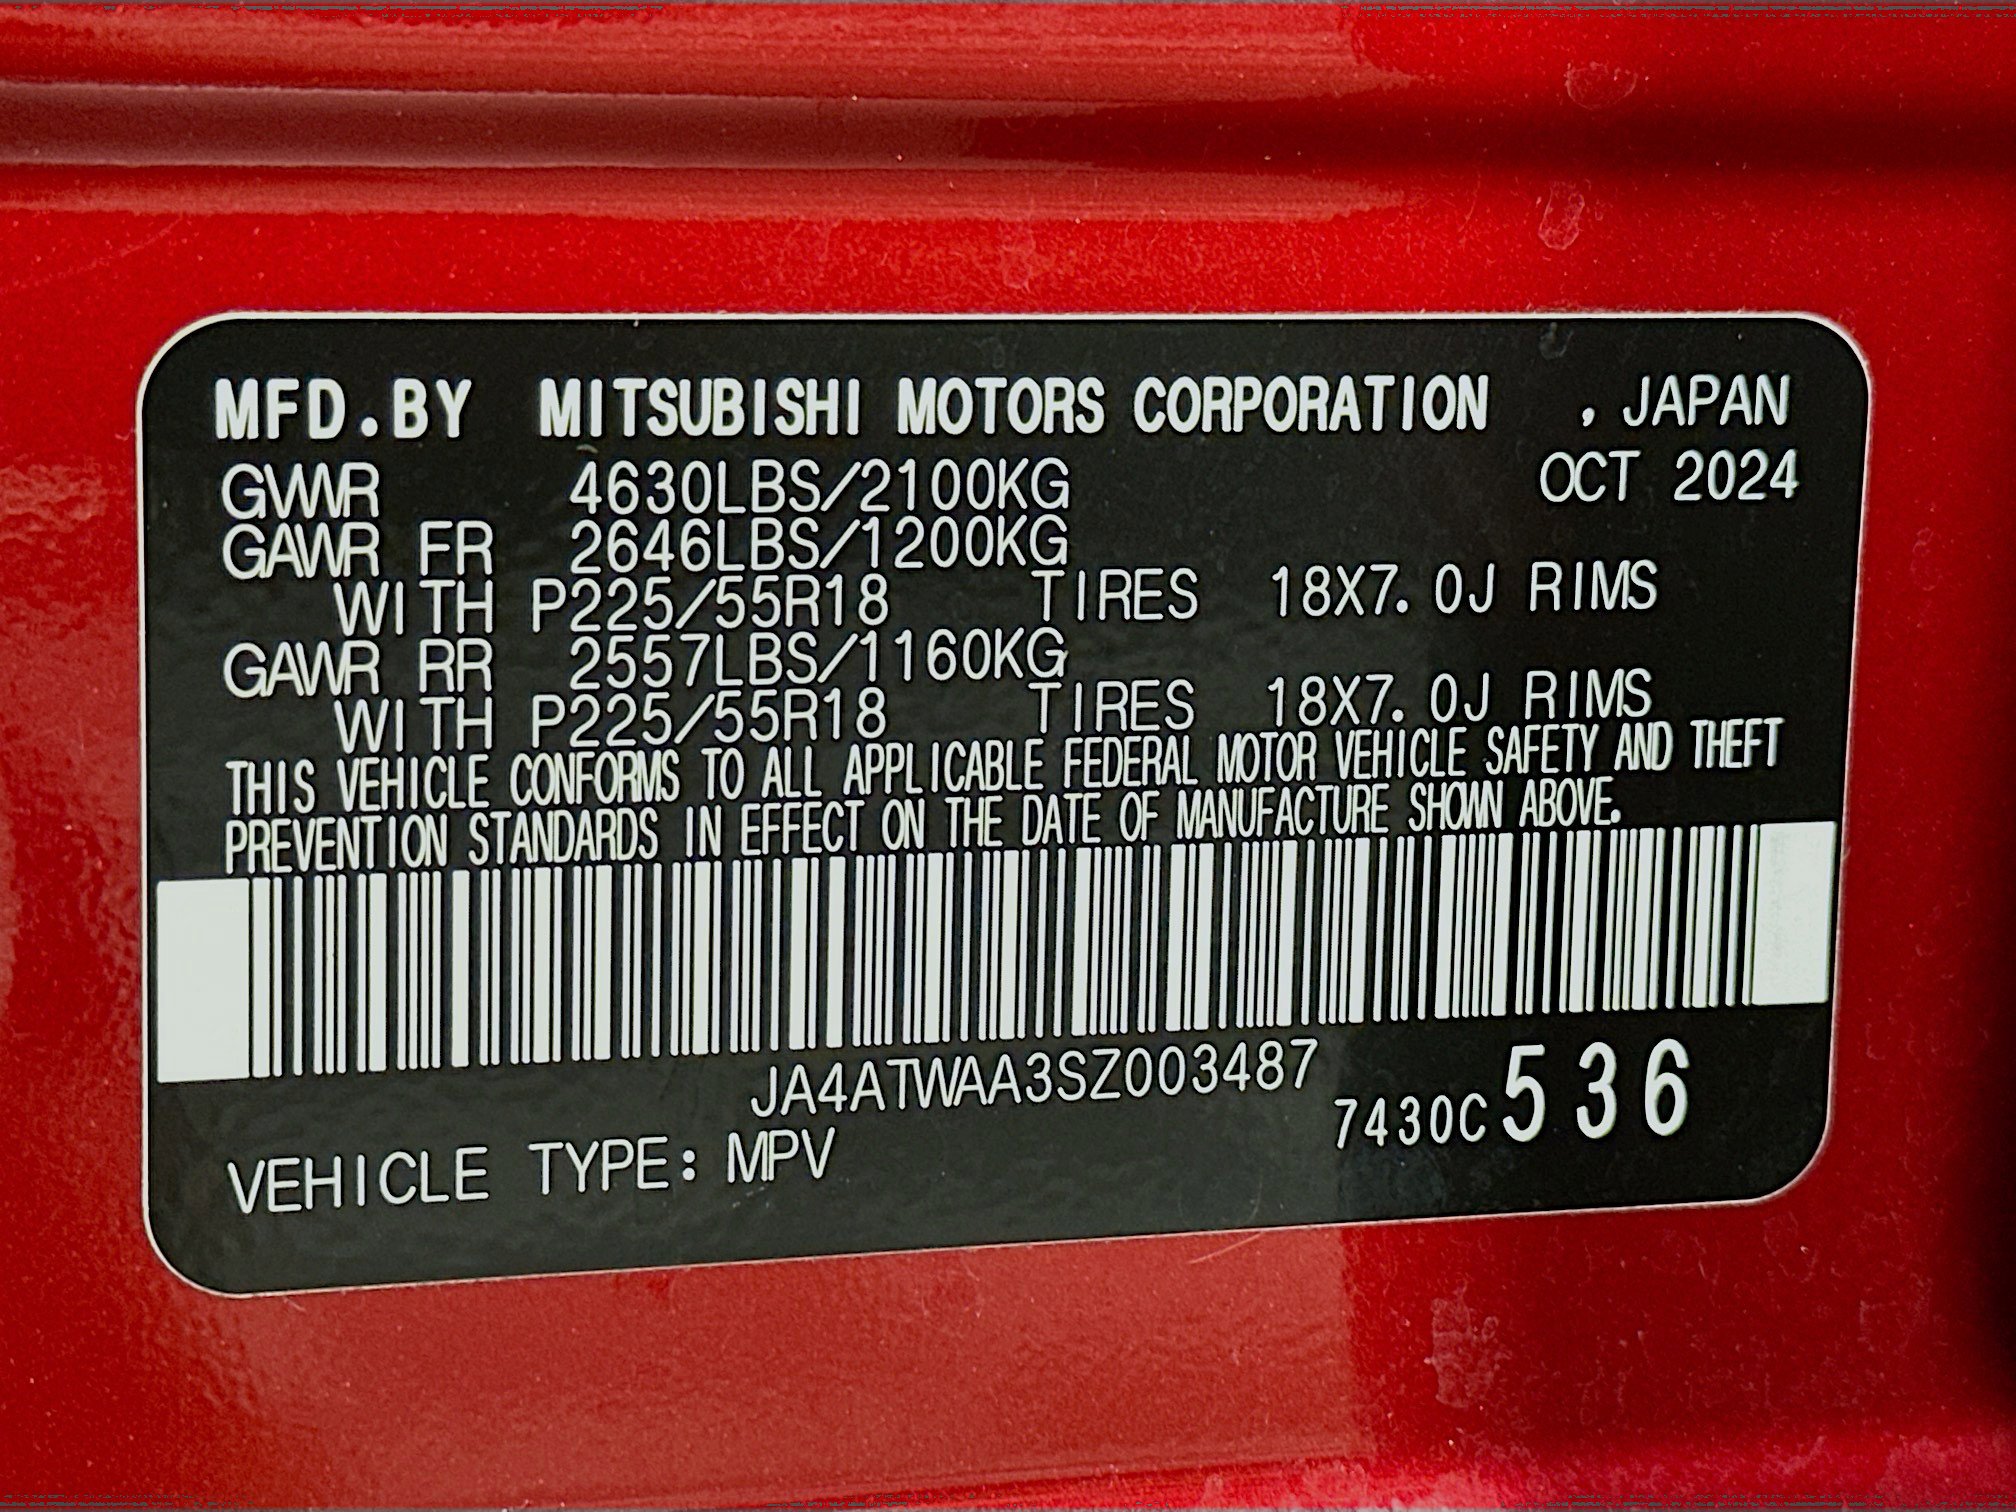 MFD.BY MITSUBISHI MOTORS CORPORATION , JAPAN
GVWR 4630LBS/2100KG OCT 2024
GAWR FR 2646LBS/1200KG
WITH P225/55R18 TIRES 18X7.0J RIMS
GAWR RR 2557LBS/1160KG
WITH P225/55R18 TIRES 18X7.0J RIMS
THIS VEHICLE CONFORMS TO ALL APPLICABLE FEDERAL MOTOR VEHICLE SAFETY AND THEFT
PREVENTION STANDARDS IN EFFECT ON THE DATE OF MANUFACTURE SHOWN ABOVE.
JA4ATWAA3SZ003487
7430C 536
VEHICLE TYPE: MPV